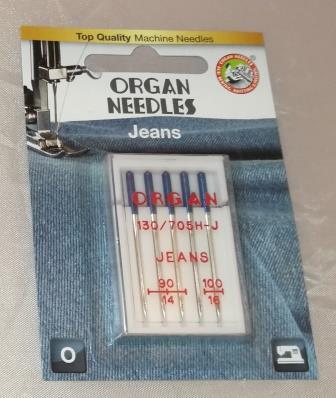 Top Quality Machine Needles
ORGAN
NEEDLES
Jeans
ORGAN
130/705H-J
JEANS
90 100
14 16
O